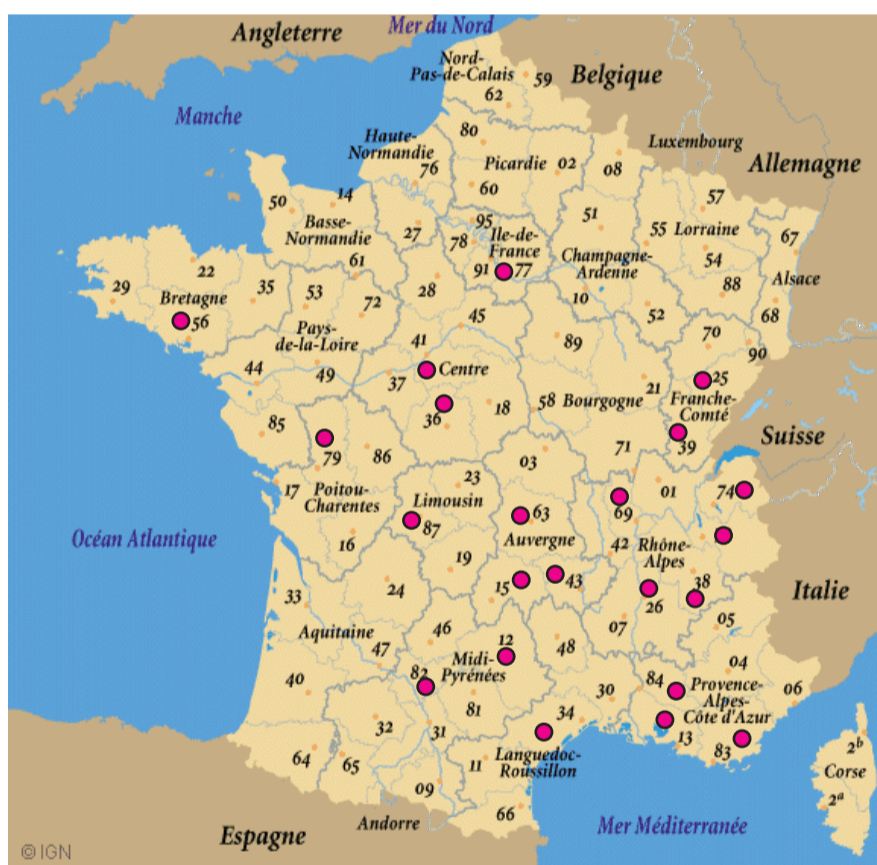 Mer du Nord
Angleterre
Nord-
Pas-de-Calais
59
Belgique
62
Manche
80
Haute-
Normandie
Luxembourg
Picardie
02
08
Allemagne
76
60
57
14
50
51
95
Basse-
Normandie
27
78
Ile-de-
France
55
Lorraine
67
61
Champagne-
Ardenne
54
22
91
77
Alsace
29
35
53
28
88
Bretagne
72
10
56
45
52
68
Pays-
de-la-Loire
41
89
70
90
44
49
37
Centre
21
25
58
Bourgogne
Franche-
Comté
85
36
18
Suisse
79
86
71
39
03
23
17
Poitou-
Charentes
Limousin
01
74
63
69
87
Océan Atlantique
Auvergne
42
Rhône-
Alpes
16
19
15
43
38
24
Italie
33
26
07
05
Aquitaine
46
12
48
47
Midi-
Pyrénées
04
82
84
Provence-
Alpes-
Côte d'Azur
06
40
30
81
34
32
31
13
83
2b
64
65
11
Languedoc-
Roussillon
Corse
09
2a
66
Andorre
Espagne
Mer Méditerranée
© IGN